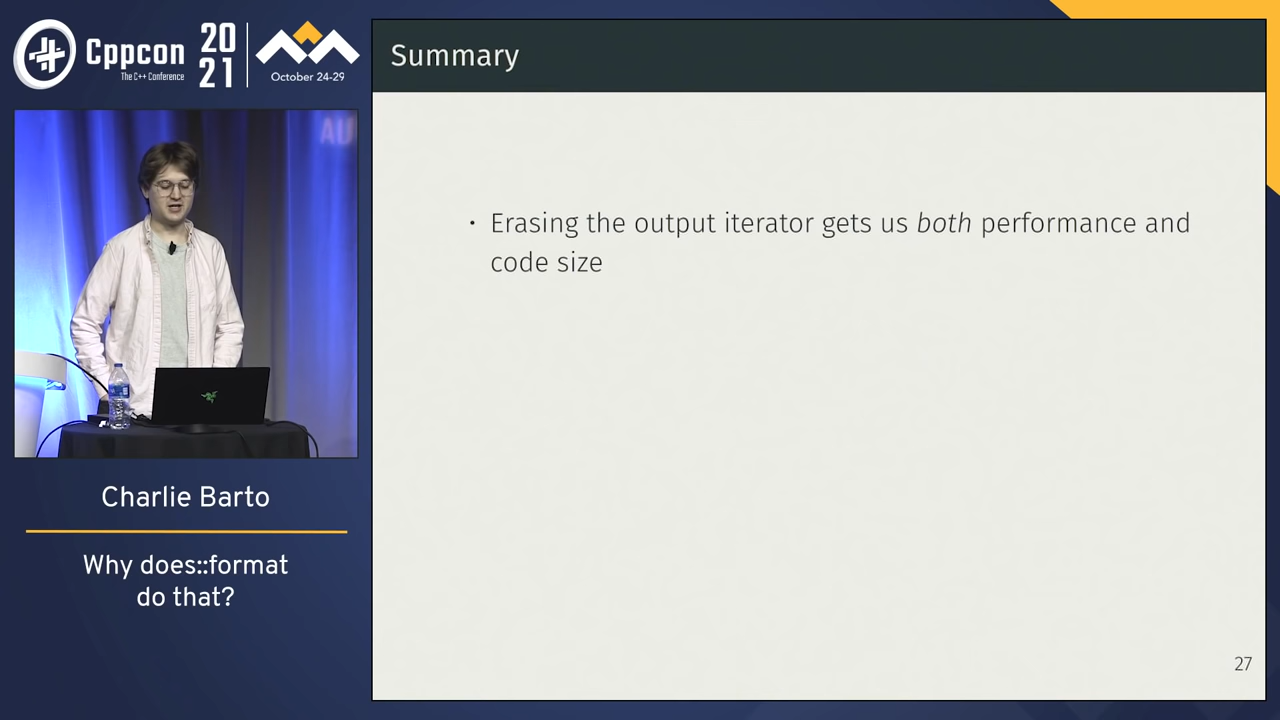 Cppcon
The C++ Conference
20
21
October 24-29
AU
Charlie Barto
Why does::format
do that?
Summary
• Erasing the output iterator gets us both performance and
code size
27